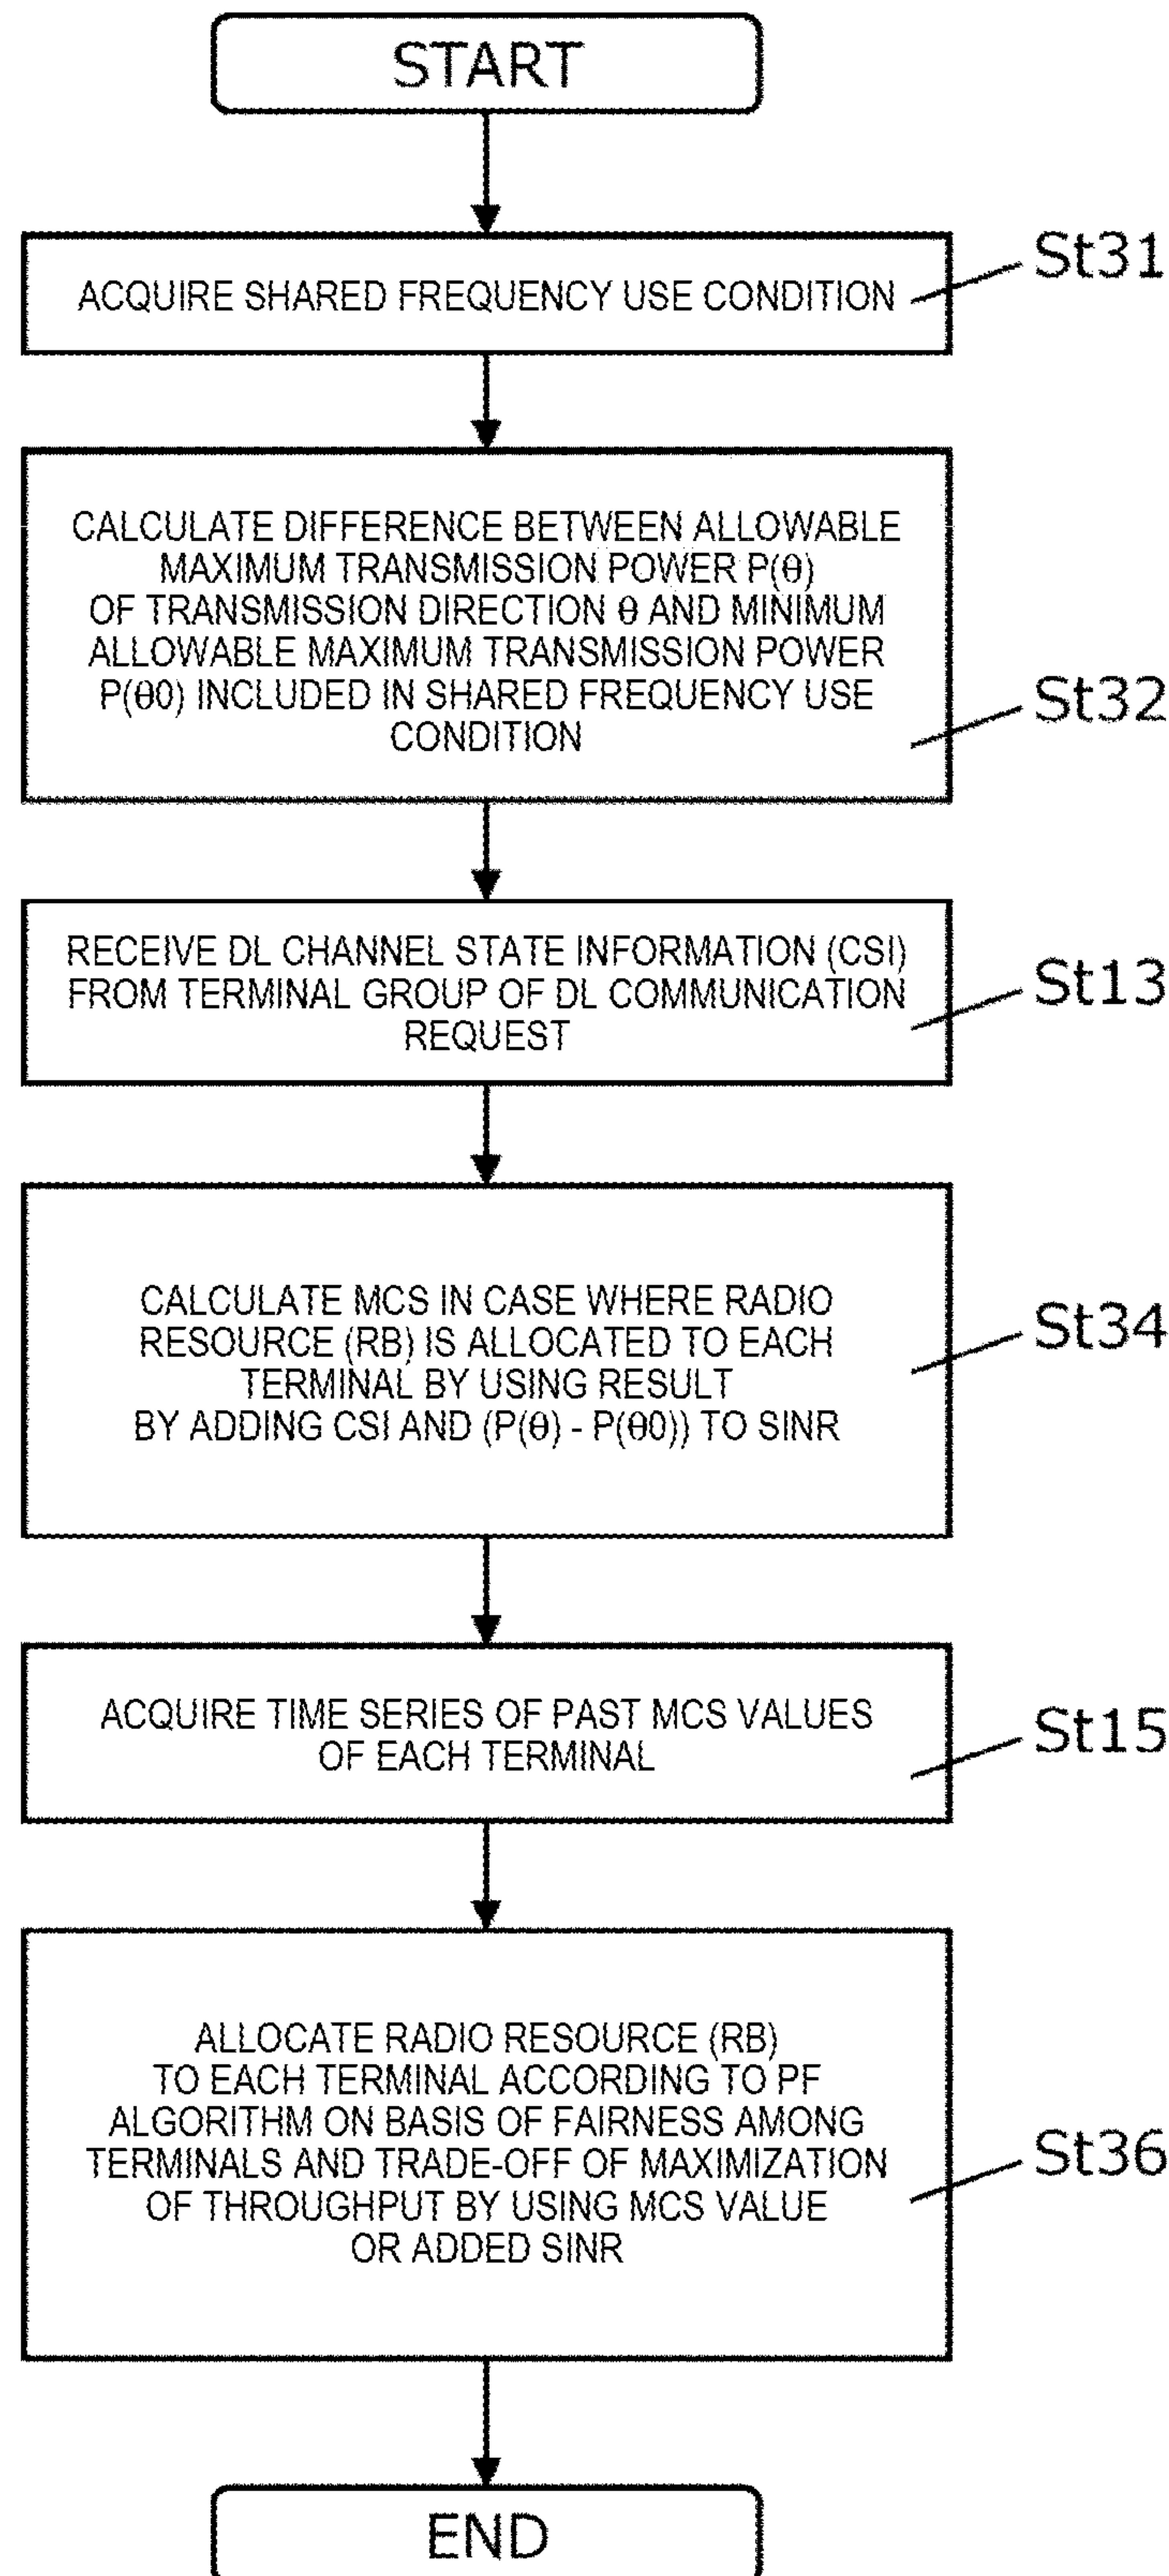 START
ACQUIRE SHARED FREQUENCY USE CONDITION
St31
CALCULATE DIFFERENCE BETWEEN ALLOWABLE
MAXIMUM TRANSMISSION POWER P(θ)
OF TRANSMISSION DIRECTION θ AND MINIMUM
ALLOWABLE MAXIMUM TRANSMISSION POWER
P(θ0) INCLUDED IN SHARED FREQUENCY USE
CONDITION
St32
RECEIVE DL CHANNEL STATE INFORMATION (CSI)
FROM TERMINAL GROUP OF DL COMMUNICATION
REQUEST
St13
CALCULATE MCS IN CASE WHERE RADIO
RESOURCE (RB) IS ALLOCATED TO EACH
TERMINAL BY USING RESULT
BY ADDING CSI AND (P(θ) - P(θ0)) TO SINR
St34
ACQUIRE TIME SERIES OF PAST MCS VALUES
OF EACH TERMINAL
St15
ALLOCATE RADIO RESOURCE (RB)
TO EACH TERMINAL ACCORDING TO PF
ALGORITHM ON BASIS OF FAIRNESS AMONG
TERMINALS AND TRADE-OFF OF MAXIMIZATION
OF THROUGHPUT BY USING MCS VALUE
OR ADDED SINR
St36
END